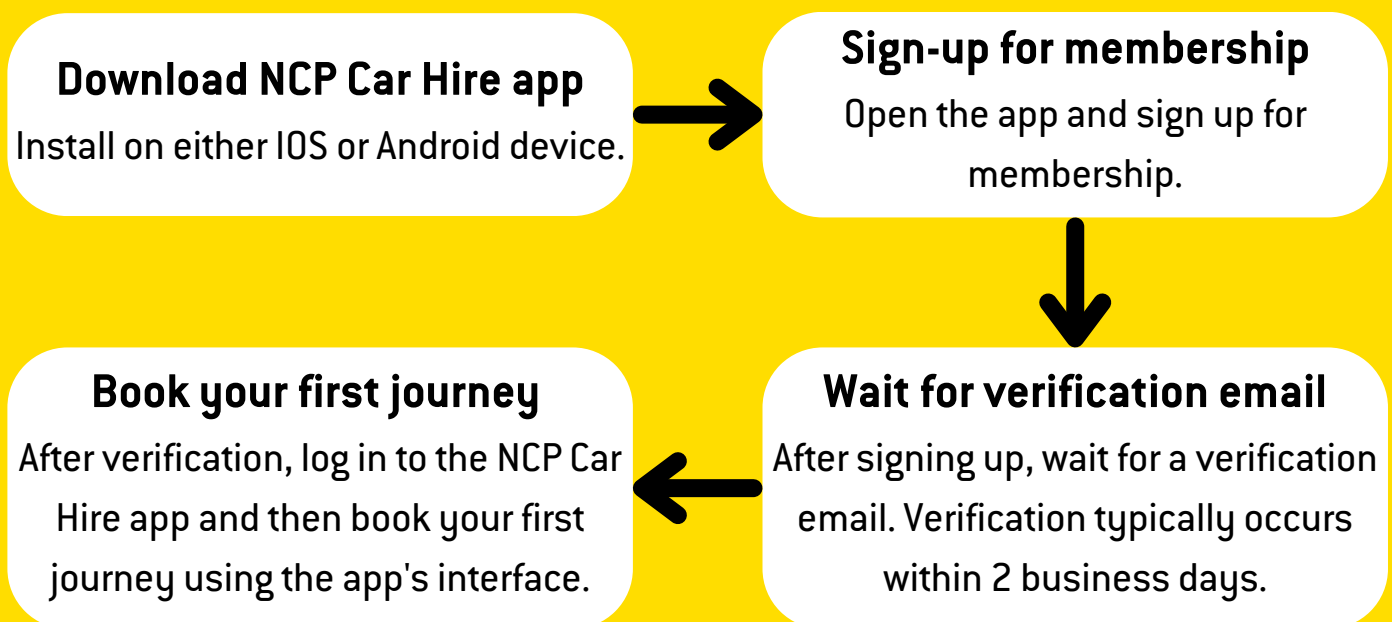 Download NCP Car Hire app
Install on either IOS or Android device.
Sign-up for membership
Open the app and sign up for
membership.
Wait for verification email
After signing up, wait for a verification
email. Verification typically occurs
within 2 business days.
Book your first journey
After verification, log in to the NCP Car
Hire app and then book your first
journey using the app's interface.